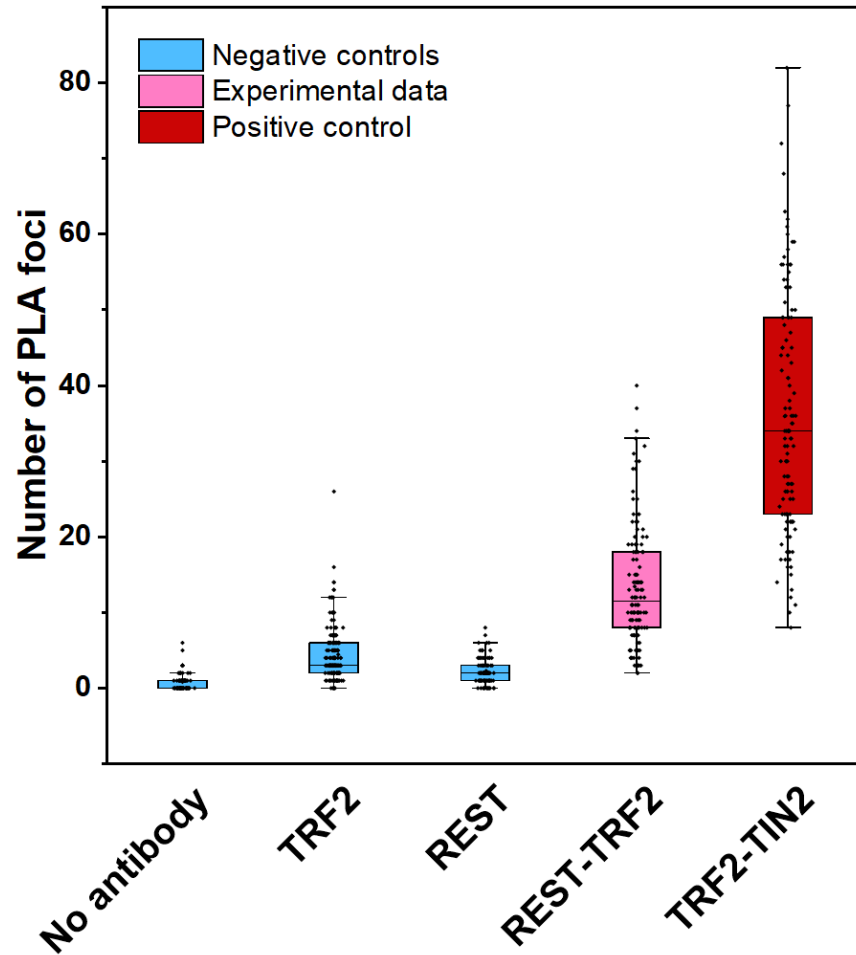 Negative controls
Experimental data
Positive control
Number of PLA foci
80
60
40
20
0
No antibody
TRF2
REST
REST-TRF2
TRF2-TIN2